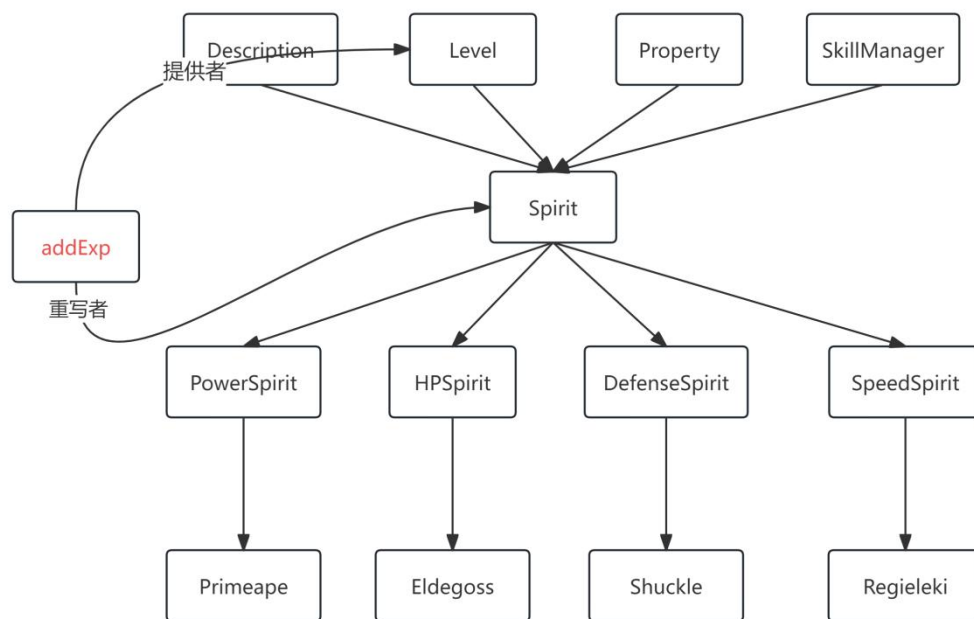 Description
Level
Property
SkillManager
提供者
Spirit
addExp
重写者
PowerSpirit
HPSpirit
DefenseSpirit
SpeedSpirit
Primeape
Eldegoss
Shuckle
Regieleki